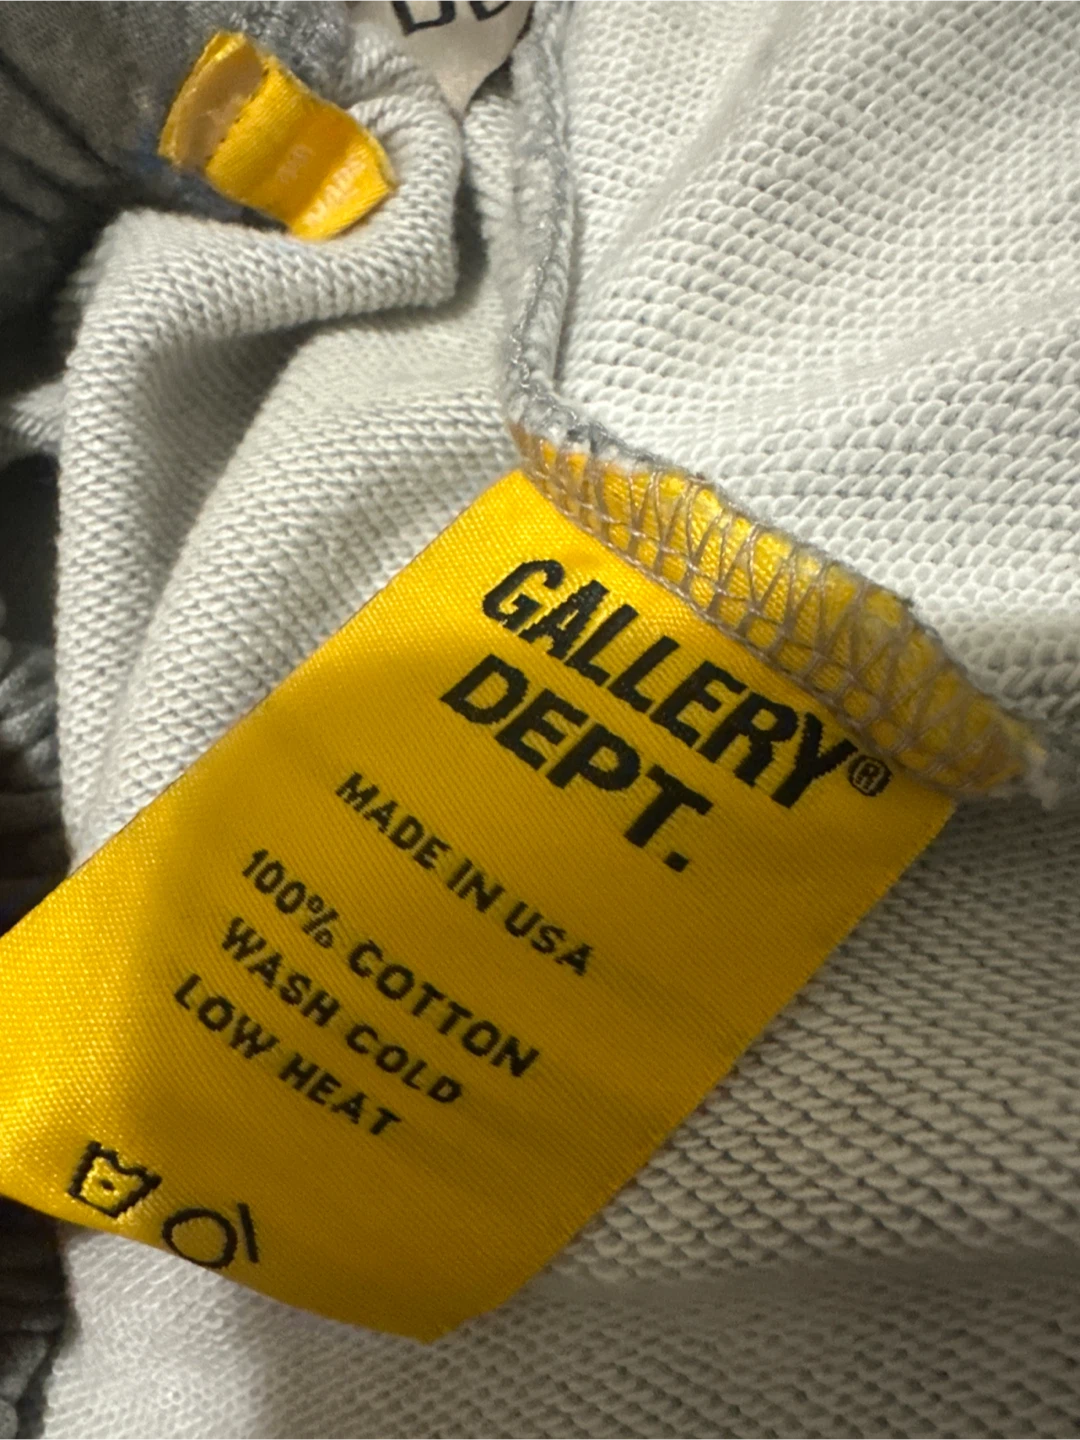 GALLERY®
DEPT.
MADE IN USA
100% COTTON
WASH COLD
LOW HEAT